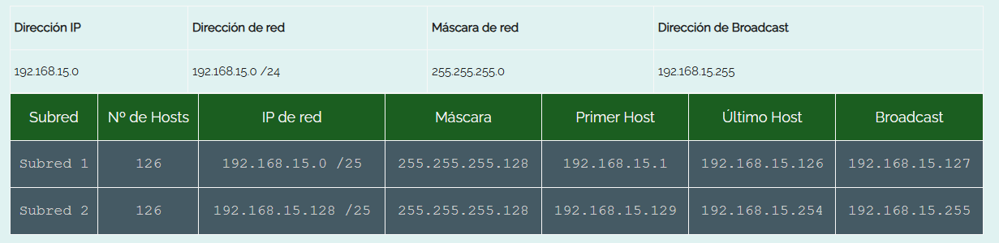 Dirección IP Dirección de red Máscara de red Dirección de Broadcast
192.168.15.0 192.168.15.0 /24 255.255.255.0 192.168.15.255
Subred Nº de Hosts IP de red Máscara Primer Host Último Host Broadcast
Subred 1 126 192.168.15.0 /25 255.255.255.128 192.168.15.1 192.168.15.126 192.168.15.127
Subred 2 126 192.168.15.128 /25 255.255.255.128 192.168.15.129 192.168.15.254 192.168.15.255